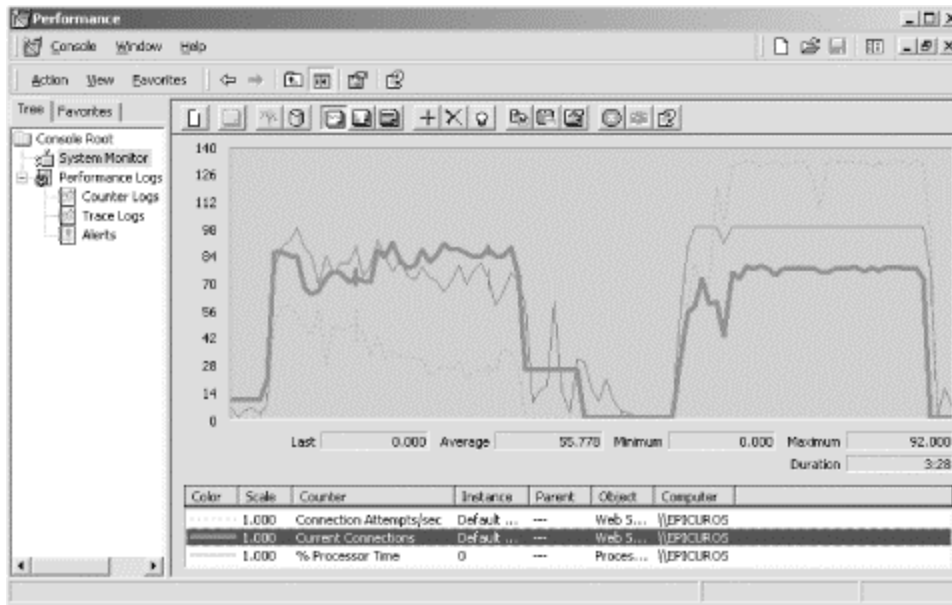 Performance
Console Window Help
Action View Favorites
Tree Favorites
Console Root
System Monitor
Performance Logs
Counter Logs
Trace Logs
Alerts
140
126
112
98
84
70
56
42
28
14
0
Last 0.000 Average 55.778 Minimum 0.000 Maximum 92.000
Duration 3:28
Color Scale Counter Instance Parent Object Computer
1.000 Connection Attempts/sec Default ... --- Web S... \\EPICUROS
1.000 Current Connections Default ... --- Web S... \\EPICUROS
1.000 % Processor Time 0 --- Proces... \\EPICUROS